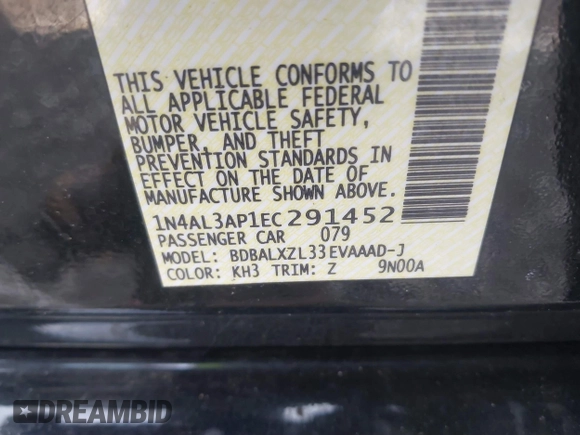 THIS VEHICLE CONFORMS TO
ALL APPLICABLE FEDERAL
MOTOR VEHICLE SAFETY,
BUMPER, AND THEFT
PREVENTION STANDARDS IN
EFFECT ON THE DATE OF
MANUFACTURE SHOWN ABOVE.
1N4AL3AP1EC291452
PASSENGER CAR 079
MODEL: BDBALXZL33EVAAAD-J
COLOR: KH3 TRIM: Z 9N00A
DREAMBID